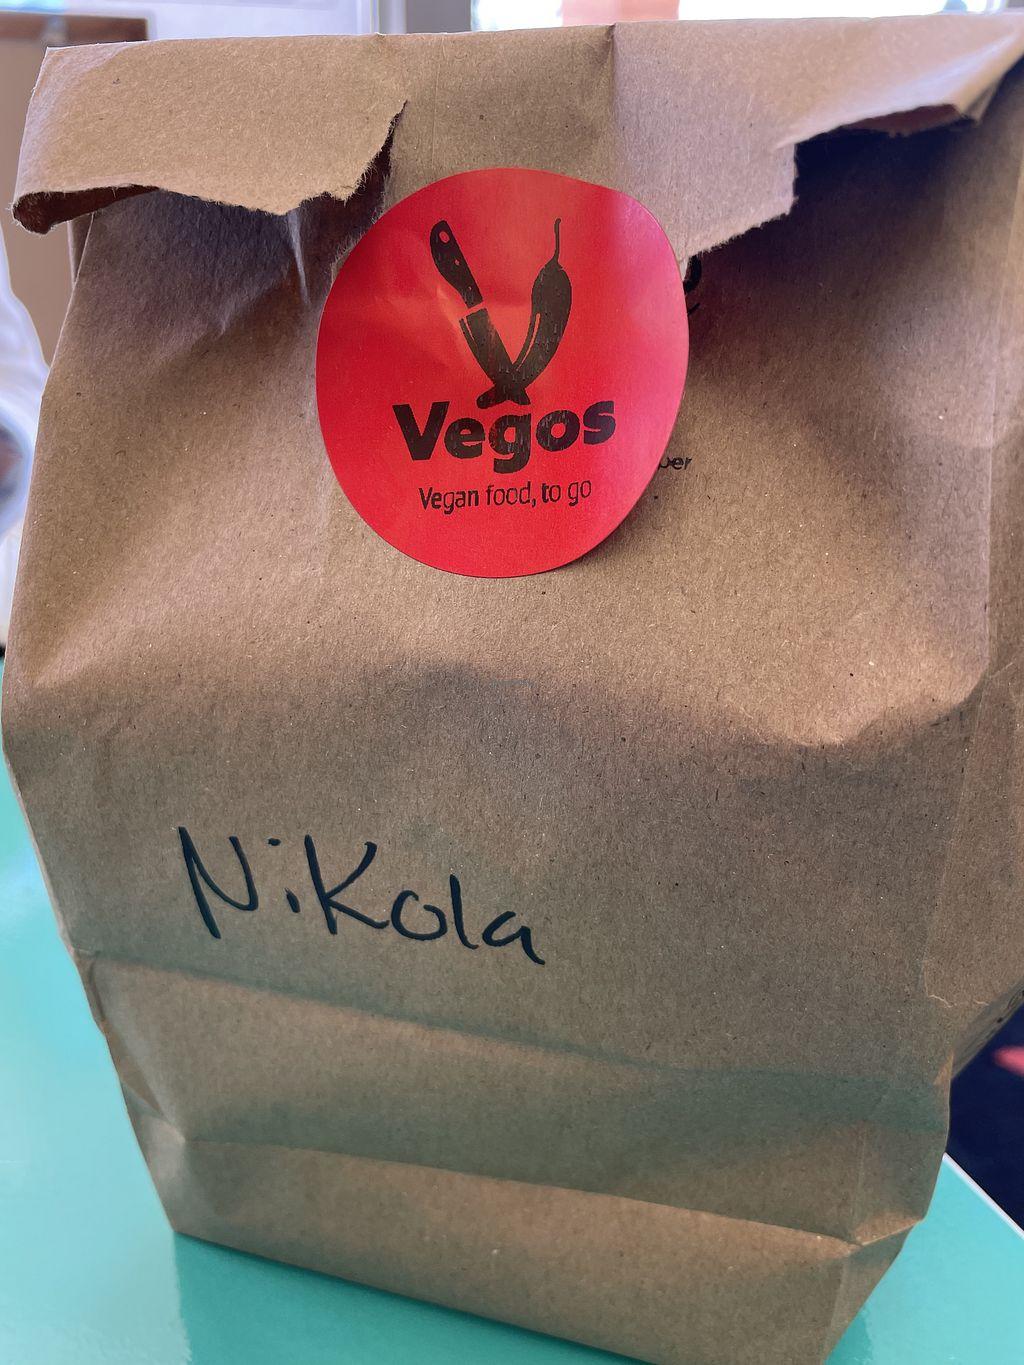 Vegos
Vegan food, to go
NiKola